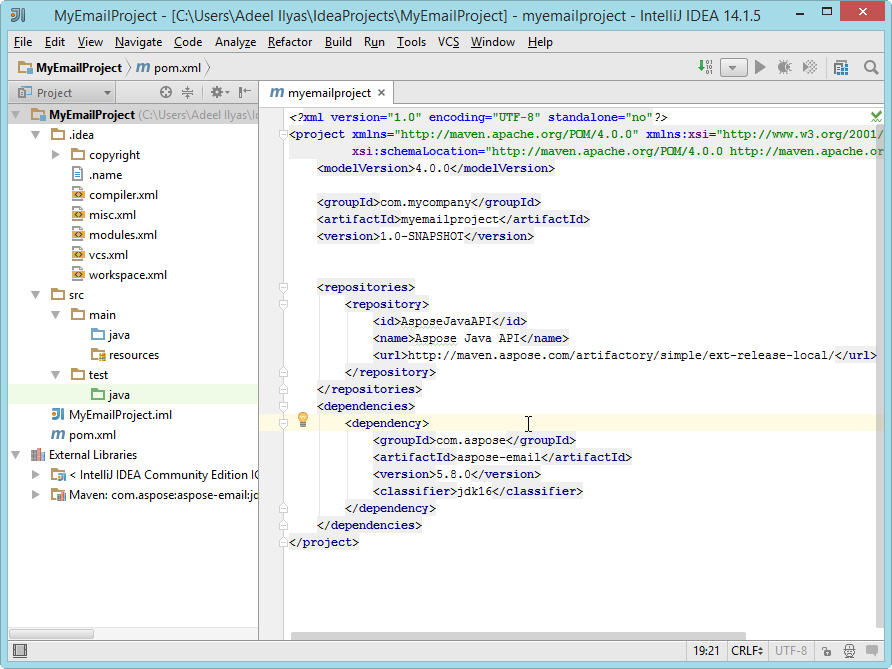 MyEmailProject - [C:\Users\Adeel Ilyas\IdeaProjects\MyEmailProject] - myemailproject - IntelliJ IDEA 14.1.5
File Edit View Navigate Code Analyze Refactor Build Run Tools VCS Window Help
MyEmailProject m pom.xml
Project
m myemailproject
MyEmailProject (C:\Users\Adeel Ilyas\Id
.idea
copyright
.name
compiler.xml
misc.xml
modules.xml
vcs.xml
workspace.xml
src
main
java
resources
test
java
MyEmailProject.iml
m pom.xml
External Libraries
< IntelliJ IDEA Community Edition IC
Maven: com.aspose:aspose-email:jd
<?xml version="1.0" encoding="UTF-8" standalone="no"?>
<project xmlns="http://maven.apache.org/POM/4.0.0" xmlns:xsi="http://www.w3.org/2001/
xsi:schemaLocation="http://maven.apache.org/POM/4.0.0 http://maven.apache.or
<modelVersion>4.0.0</modelVersion>
<groupId>com.mycompany</groupId>
<artifactId>myemailproject</artifactId>
<version>1.0-SNAPSHOT</version>
<repositories>
<repository>
<id>AsposeJavaAPI</id>
<name>Aspose Java API</name>
<url>http://maven.aspose.com/artifactory/simple/ext-release-local/</url>
</repository>
</repositories>
<dependencies>
<dependency>
<groupId>com.aspose</groupId>
<artifactId>aspose-email</artifactId>
<version>5.8.0</version>
<classifier>jdk16</classifier>
</dependency>
</dependencies>
</project>
19:21 CRLF UTF-8